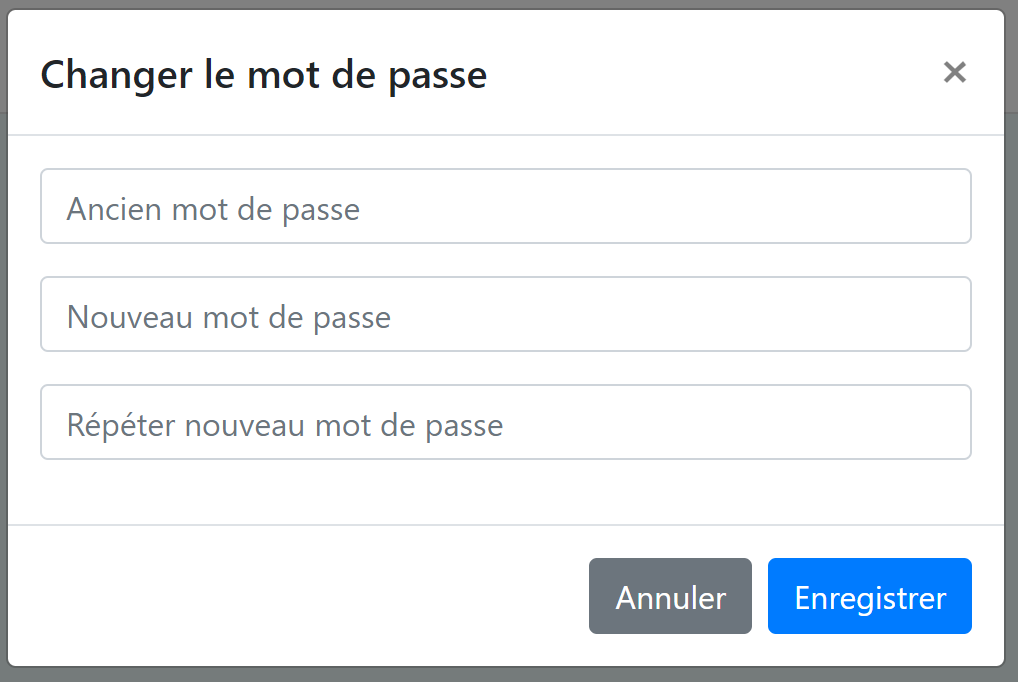 Changer le mot de passe
Ancien mot de passe
Nouveau mot de passe
Répéter nouveau mot de passe
Annuler
Enregistrer